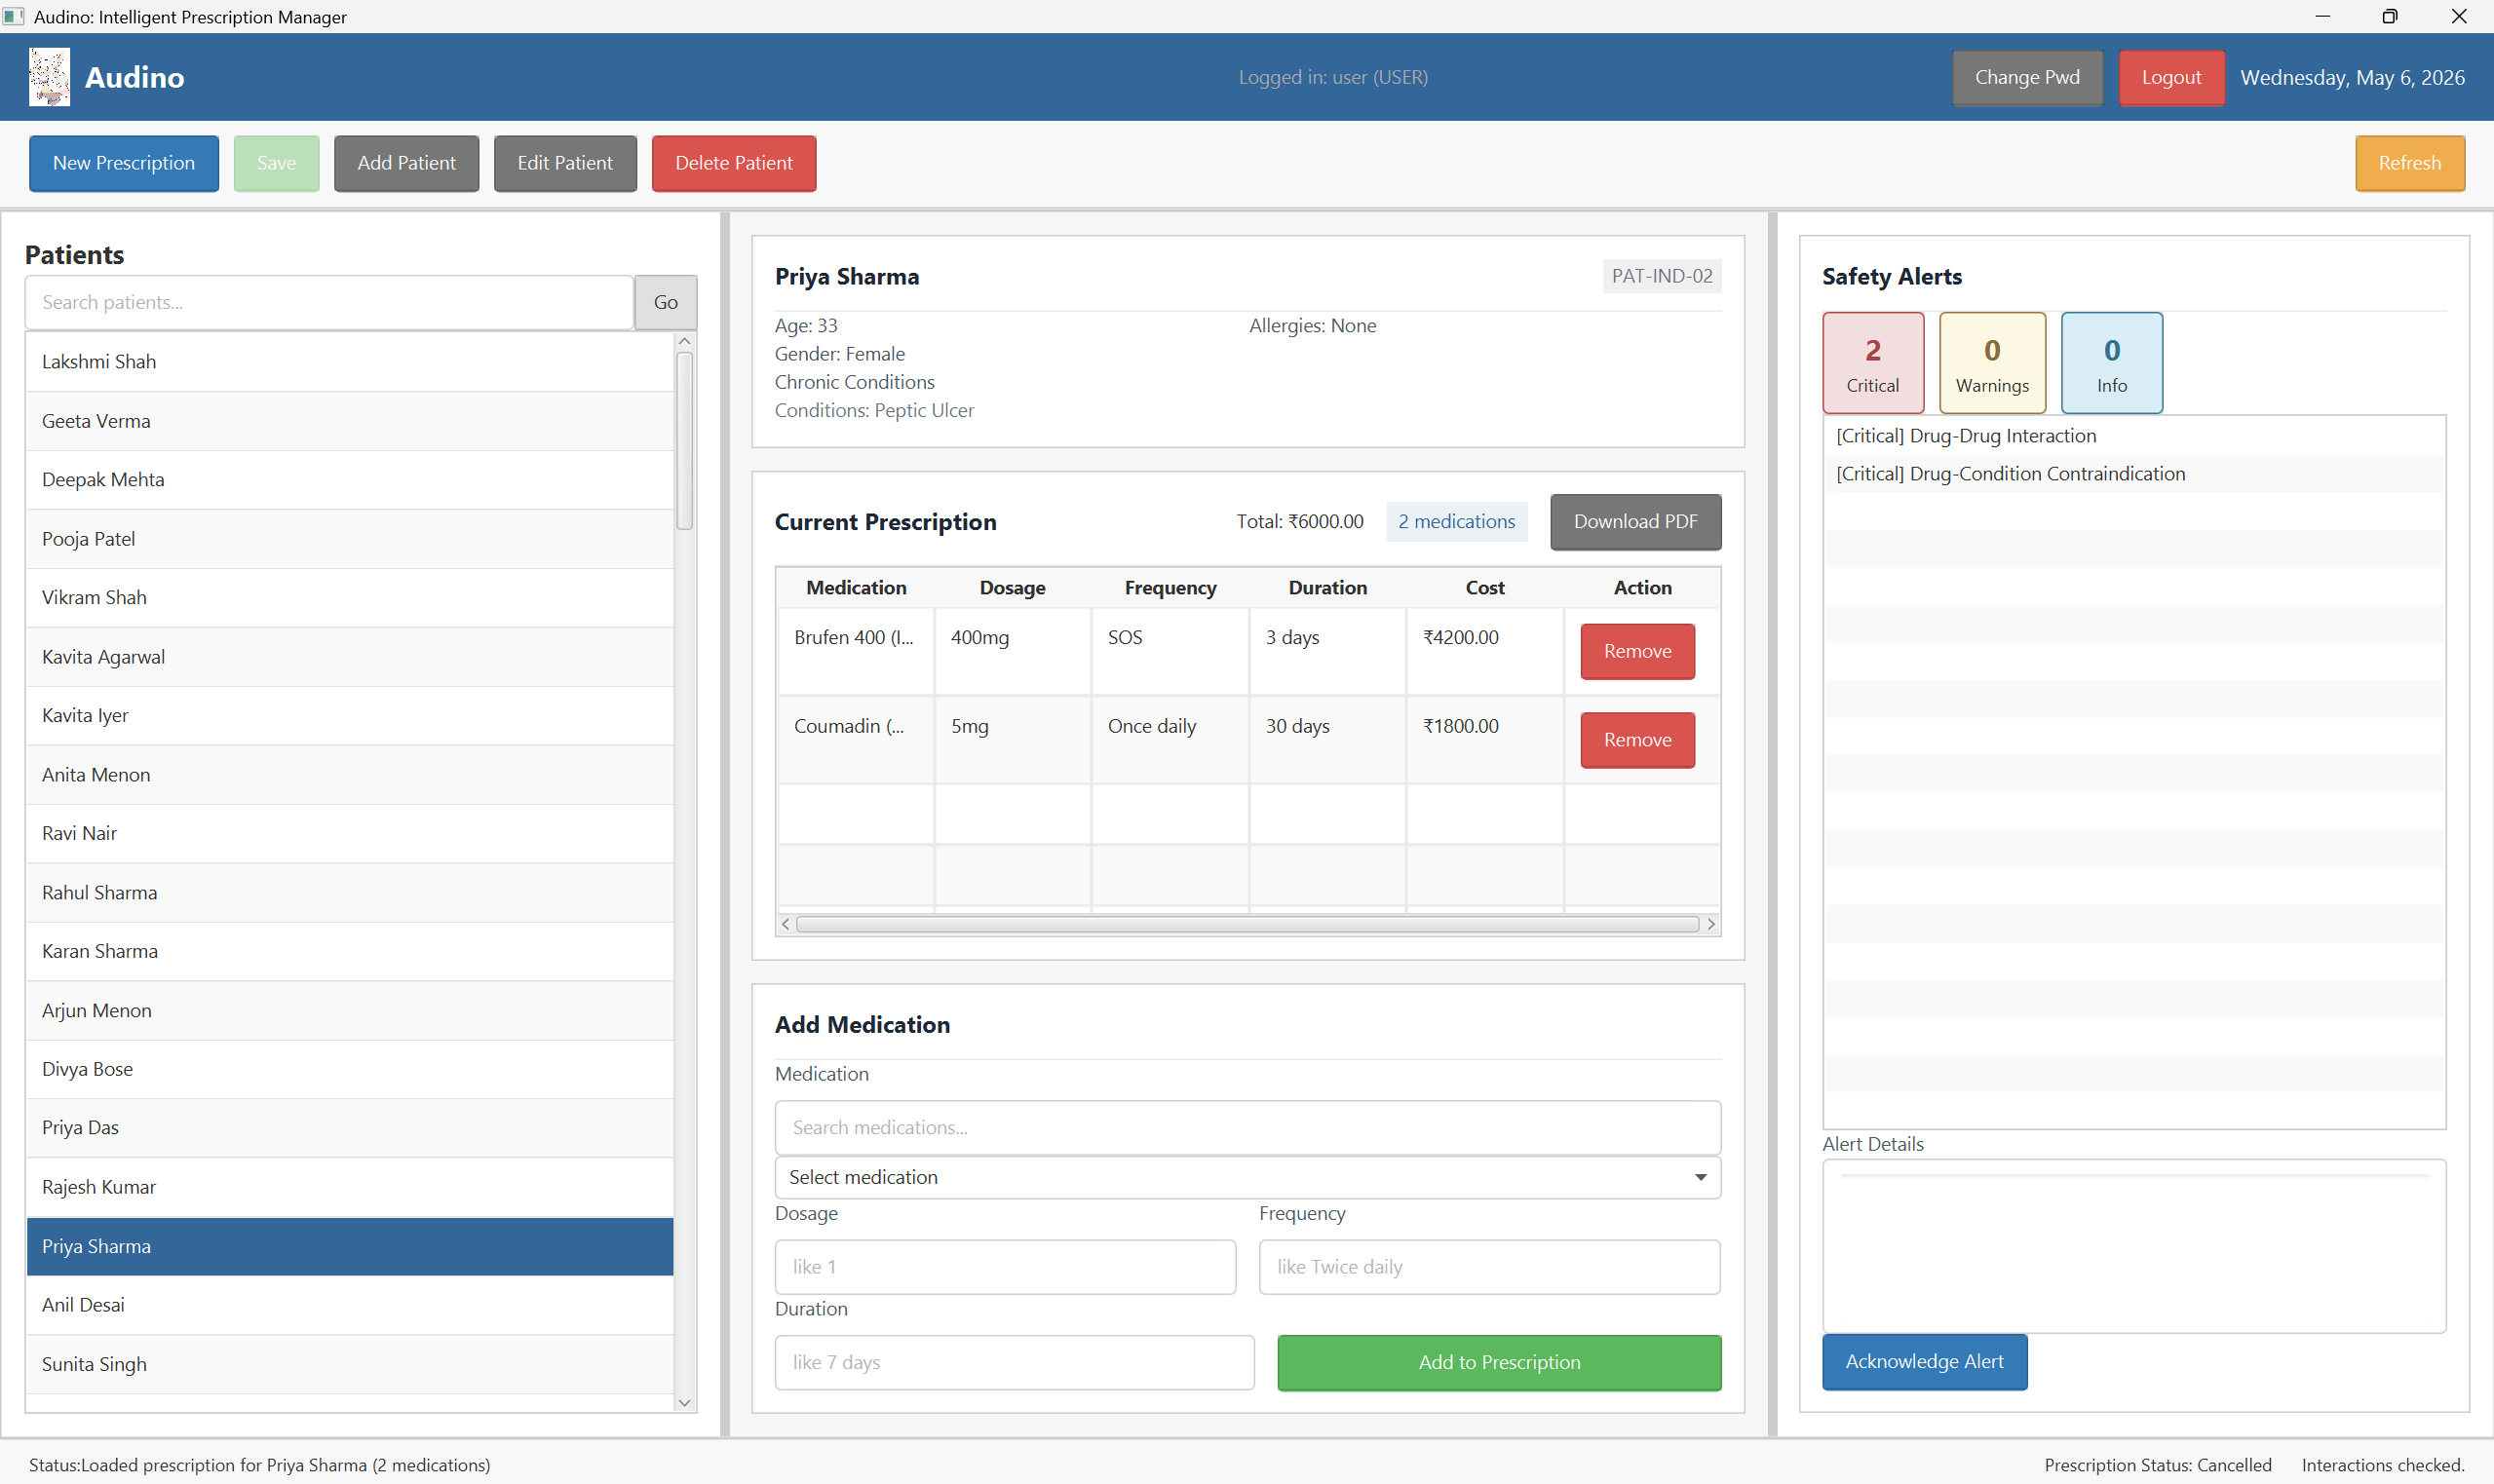 Audino: Intelligent Prescription Manager
Audino
Logged in: user (USER)
Change Pwd
Logout
Wednesday, May 6, 2026
New Prescription
Save
Add Patient
Edit Patient
Delete Patient
Refresh
Patients
Search patients...
Go
Lakshmi Shah
Geeta Verma
Deepak Mehta
Pooja Patel
Vikram Shah
Kavita Agarwal
Kavita Iyer
Anita Menon
Ravi Nair
Rahul Sharma
Karan Sharma
Arjun Menon
Divya Bose
Priya Das
Rajesh Kumar
Priya Sharma
Anil Desai
Sunita Singh
Priya Sharma
PAT-IND-02
Age: 33
Allergies: None
Gender: Female
Chronic Conditions
Conditions: Peptic Ulcer
Current Prescription
Total: ₹6000.00
2 medications
Download PDF
Medication Dosage Frequency Duration Cost Action
Brufen 400 (I... 400mg SOS 3 days ₹4200.00 Remove
Coumadin (... 5mg Once daily 30 days ₹1800.00 Remove
Add Medication
Medication
Search medications...
Select medication
Dosage
Frequency
like 1
like Twice daily
Duration
like 7 days
Add to Prescription
Safety Alerts
2
Critical
0
Warnings
0
Info
[Critical] Drug-Drug Interaction
[Critical] Drug-Condition Contraindication
Alert Details
Acknowledge Alert
Status:Loaded prescription for Priya Sharma (2 medications)
Prescription Status: Cancelled
Interactions checked.